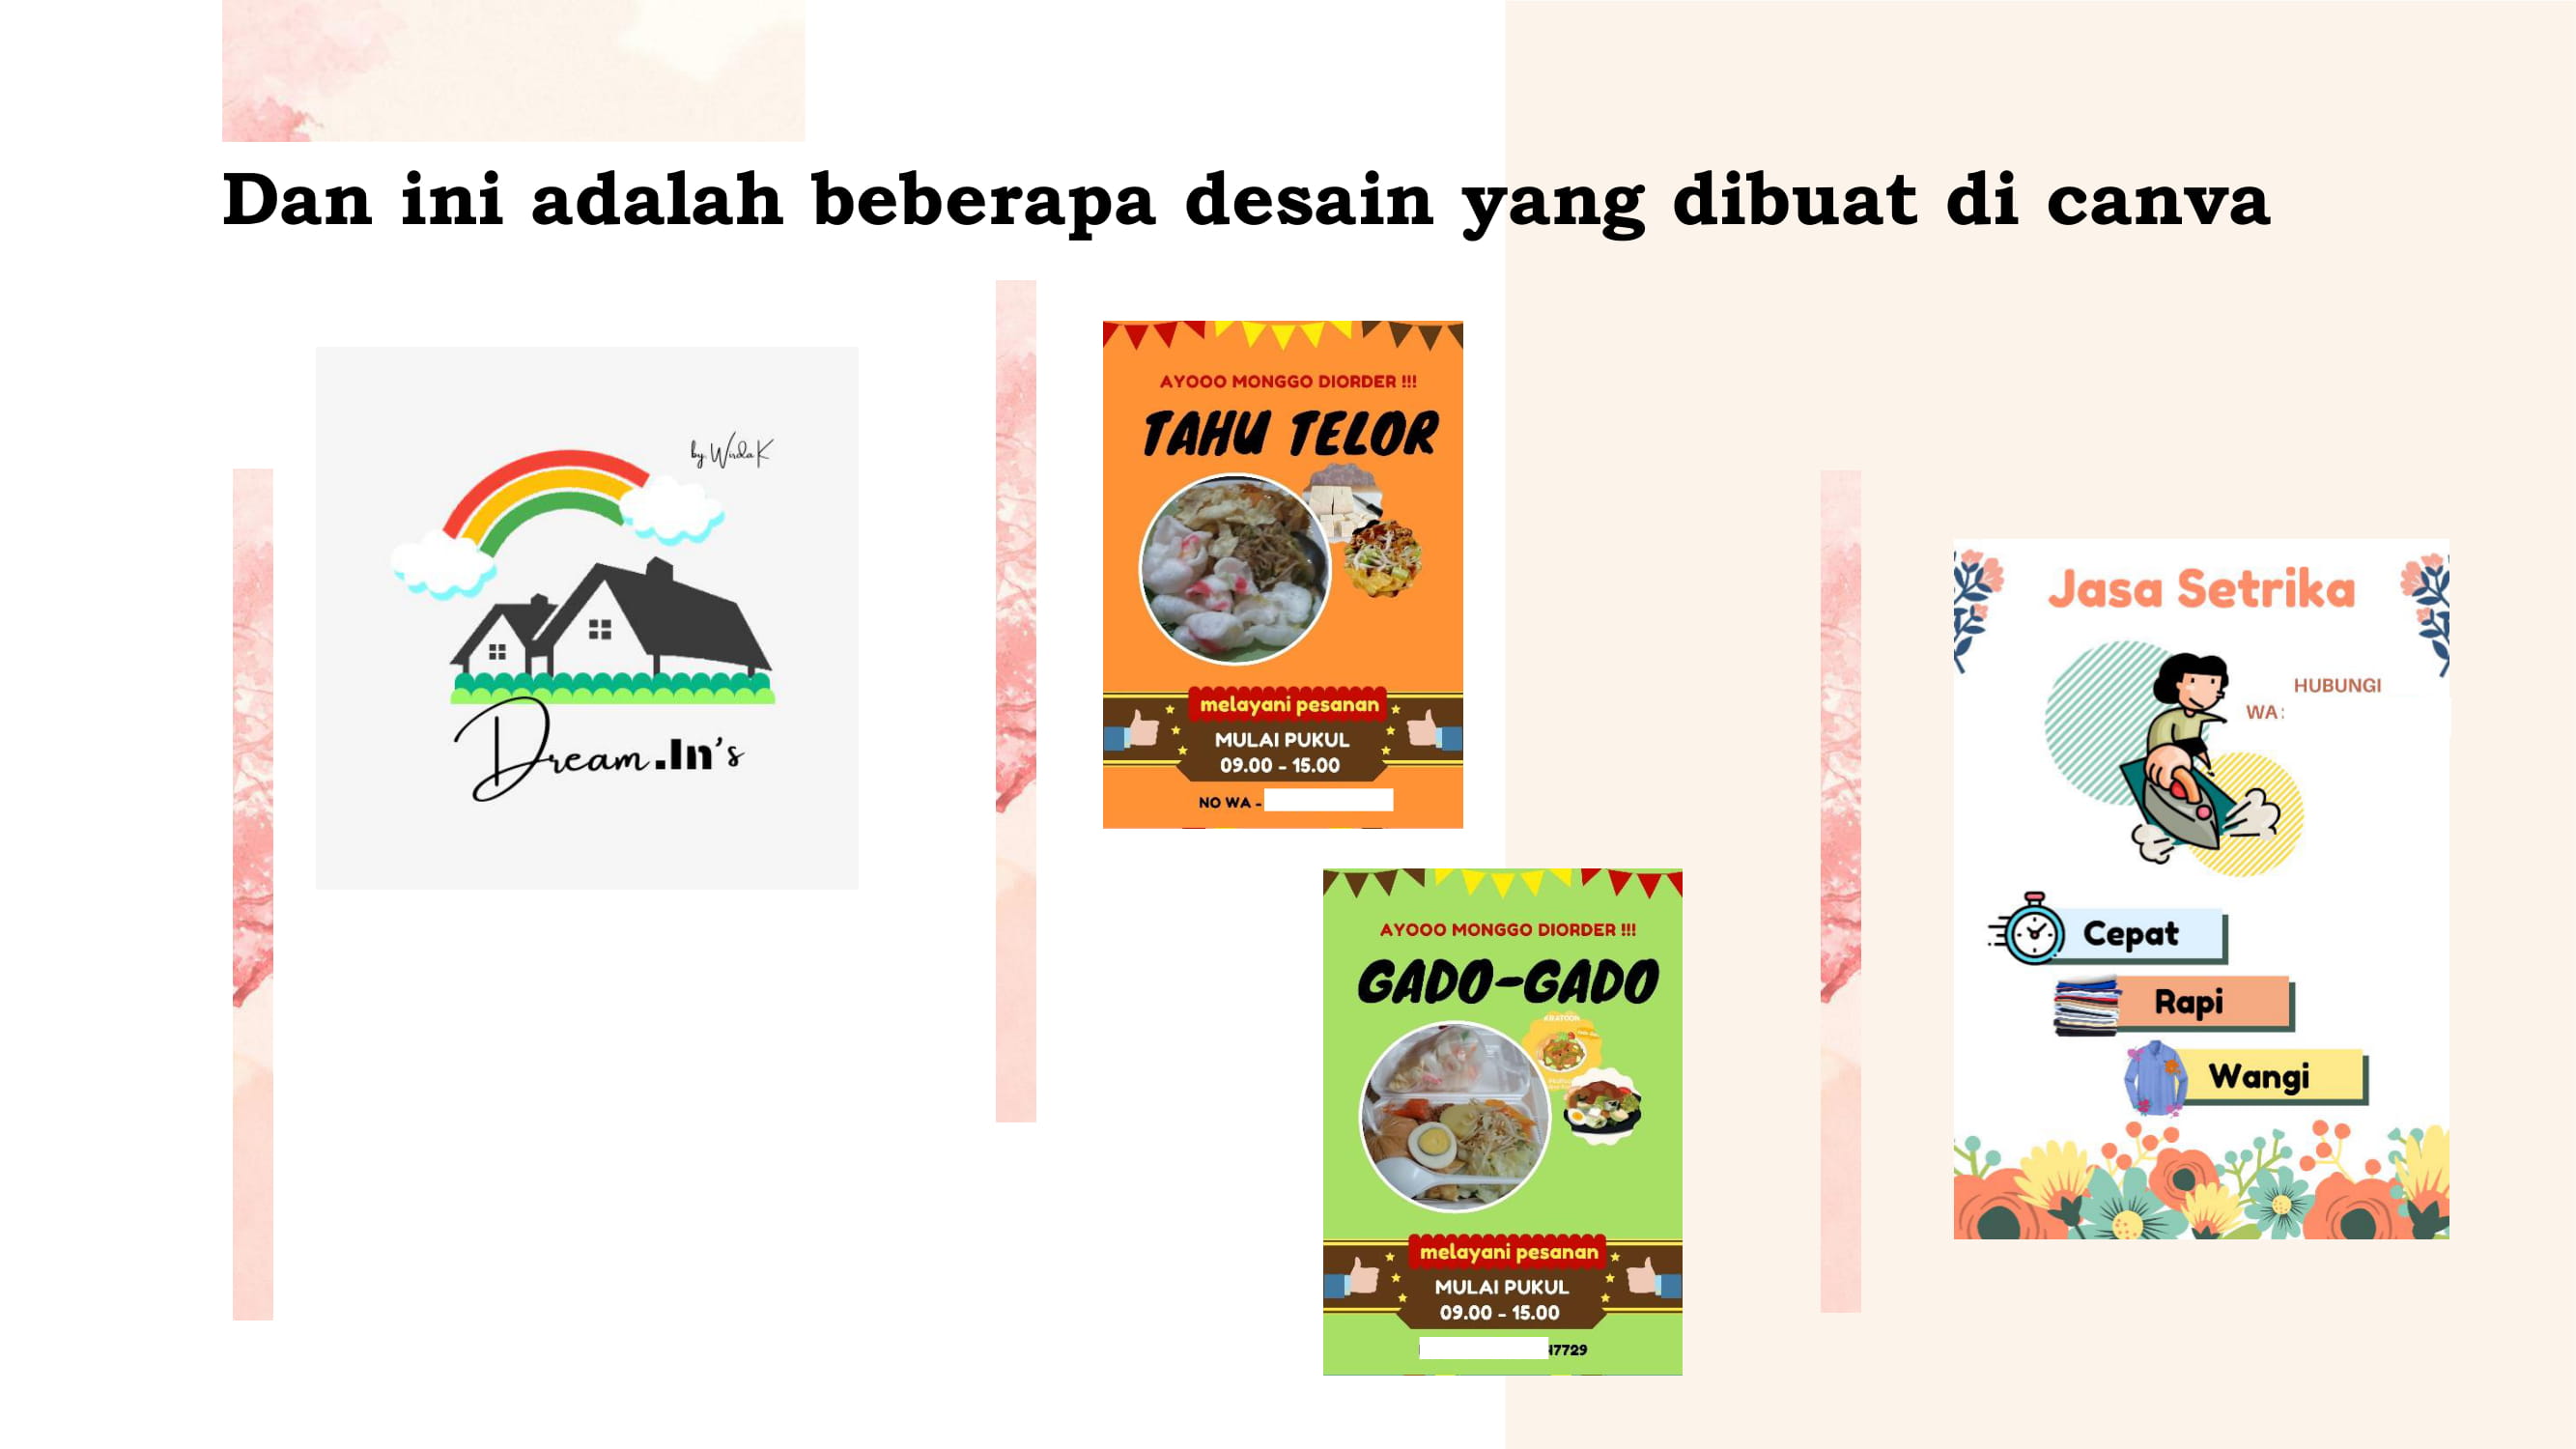 Dan ini adalah beberapa desain yang dibuat di canva
by. Wirda K
Dream.In's
AYOOO MONGGO DIORDER !!!
TAHU TELOR
melayani pesanan
MULAI PUKUL
09.00 - 15.00
NO WA -
AYOOO MONGGO DIORDER !!!
GADO-GADO
melayani pesanan
MULAI PUKUL
09.00 - 15.00
7729
Jasa Setrika
HUBUNGI
WA:
Cepat
Rapi
Wangi